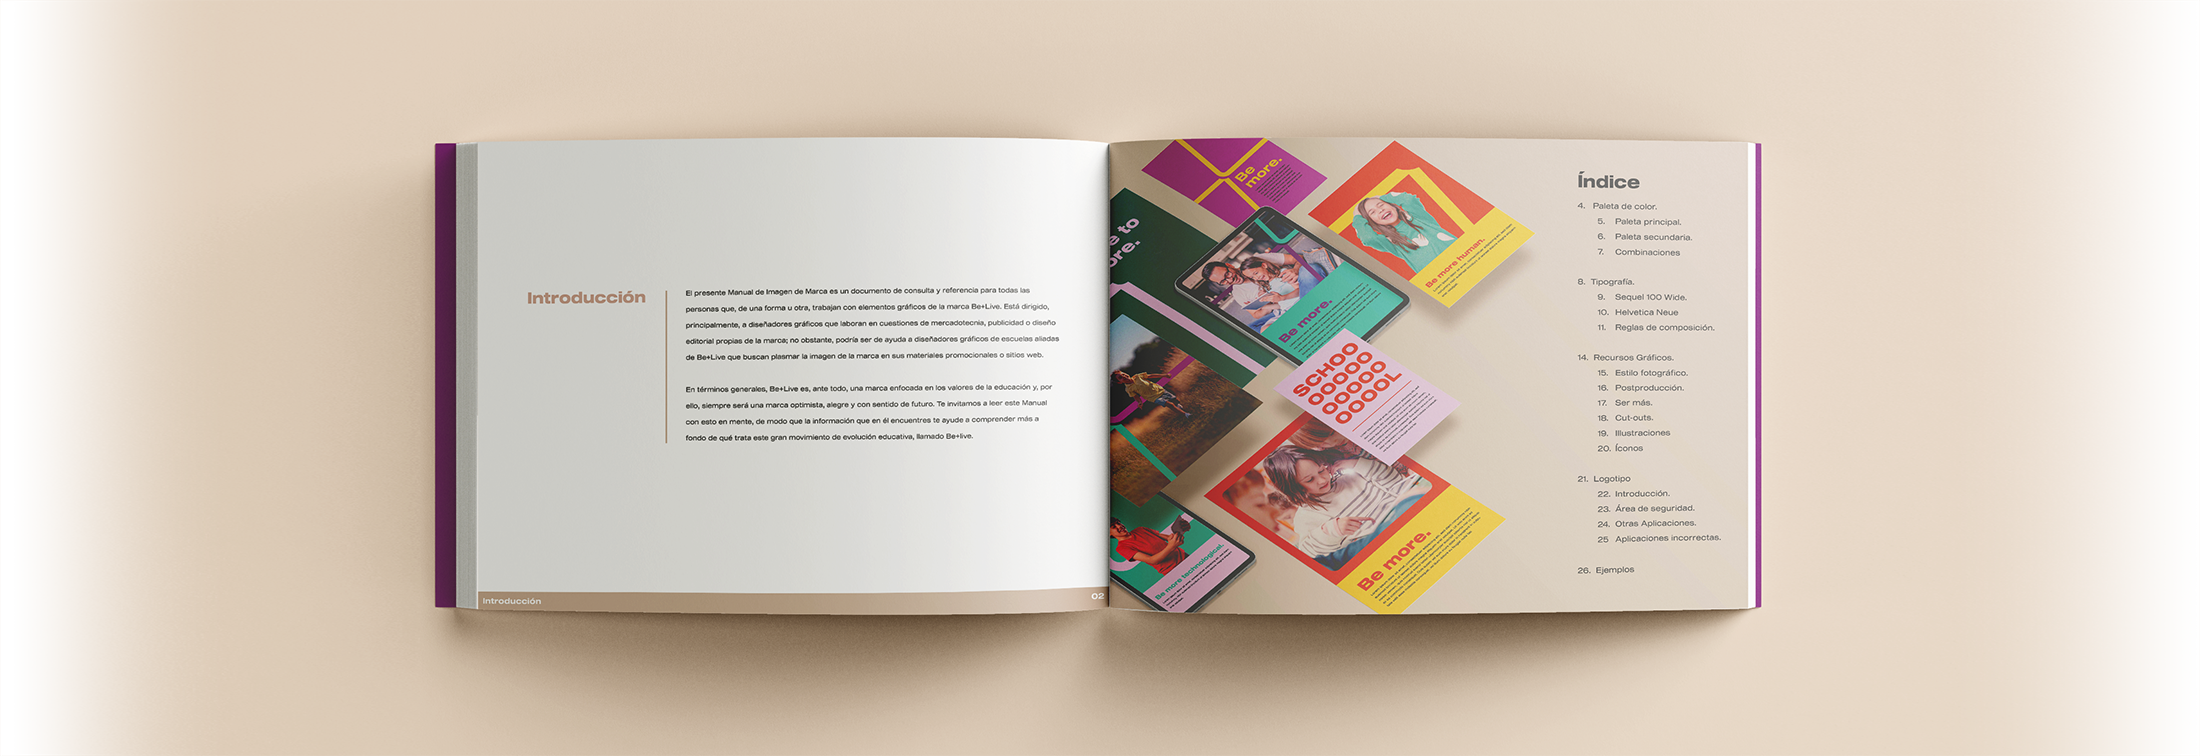 Introducción
El presente Manual de Imagen de Marca es un documento de consulta y referencia para todas las
personas que, de una forma u otra, trabajan con elementos gráficos de la marca Be+Live. Está dirigido,
principalmente, a diseñadores gráficos que laboran en cuestiones de mercadotecnia, publicidad o diseño
editorial propias de la marca; no obstante, podría ser de ayuda a diseñadores gráficos de escuelas aliadas
de Be+Live que buscan plasmar la imagen de la marca en sus materiales promocionales o sitios web.
En términos generales, Be+Live es, ante todo, una marca enfocada en los valores de la educación y, por
ello, siempre será una marca optimista, alegre y con sentido de futuro. Te invitamos a leer este Manual
con esto en mente, de modo que la información que en él encuentres te ayude a comprender más a
fondo de qué trata este gran movimiento de evolución educativa, llamado Be+live.
Introducción
02
Be
more.
e to
ore.
Be more human.
Be more.
SCHOO
OOOOO
OOOOO
OOOOL
Be more technological.
Be more.
Índice
4. Paleta de color.
5. Paleta principal.
6. Paleta secundaria.
7. Combinaciones
8. Tipografía.
9. Sequel 100 Wide.
10. Helvetica Neue
11. Reglas de composición.
14. Recursos Gráficos.
15. Estilo fotográfico.
16. Postproducción.
17. Ser más.
18. Cut-outs.
19. Illustraciones
20. Íconos
21. Logotipo
22. Introducción.
23. Área de seguridad.
24. Otras Aplicaciones.
25 Aplicaciones incorrectas.
26. Ejemplos